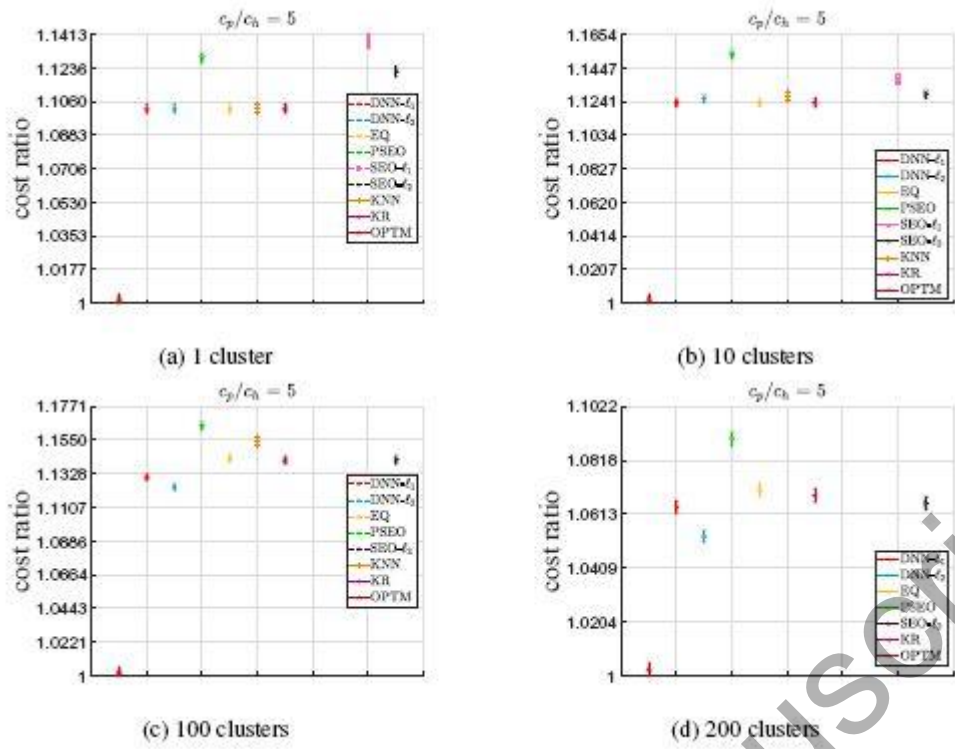 c_p/c_h = 5
cost ratio
1.1413
1.1236
1.1060
1.0883
1.0706
1.0530
1.0353
1.0177
1
DNN-ℓ₁
DNN-ℓ₂
EQ
PSEO
SEO-ℓ₁
SEO-ℓ₂
KNN
KR
OPTM
(a) 1 cluster
c_p/c_h = 5
cost ratio
1.1654
1.1447
1.1241
1.1034
1.0827
1.0620
1.0414
1.0207
1
DNN-ℓ₁
DNN-ℓ₂
EQ
PSEO
SEO-ℓ₁
SEO-ℓ₂
KNN
KR
OPTM
(b) 10 clusters
c_p/c_h = 5
cost ratio
1.1771
1.1550
1.1328
1.1107
1.0886
1.0664
1.0443
1.0221
1
DNN-ℓ₁
DNN-ℓ₂
EQ
PSEO
SEO-ℓ₂
KNN
KR
OPTM
(c) 100 clusters
c_p/c_h = 5
cost ratio
1.1022
1.0818
1.0613
1.0409
1.0204
1
DNN-ℓ₁
DNN-ℓ₂
EQ
PSEO
SEO-ℓ₂
KR
OPTM
(d) 200 clusters
uscri